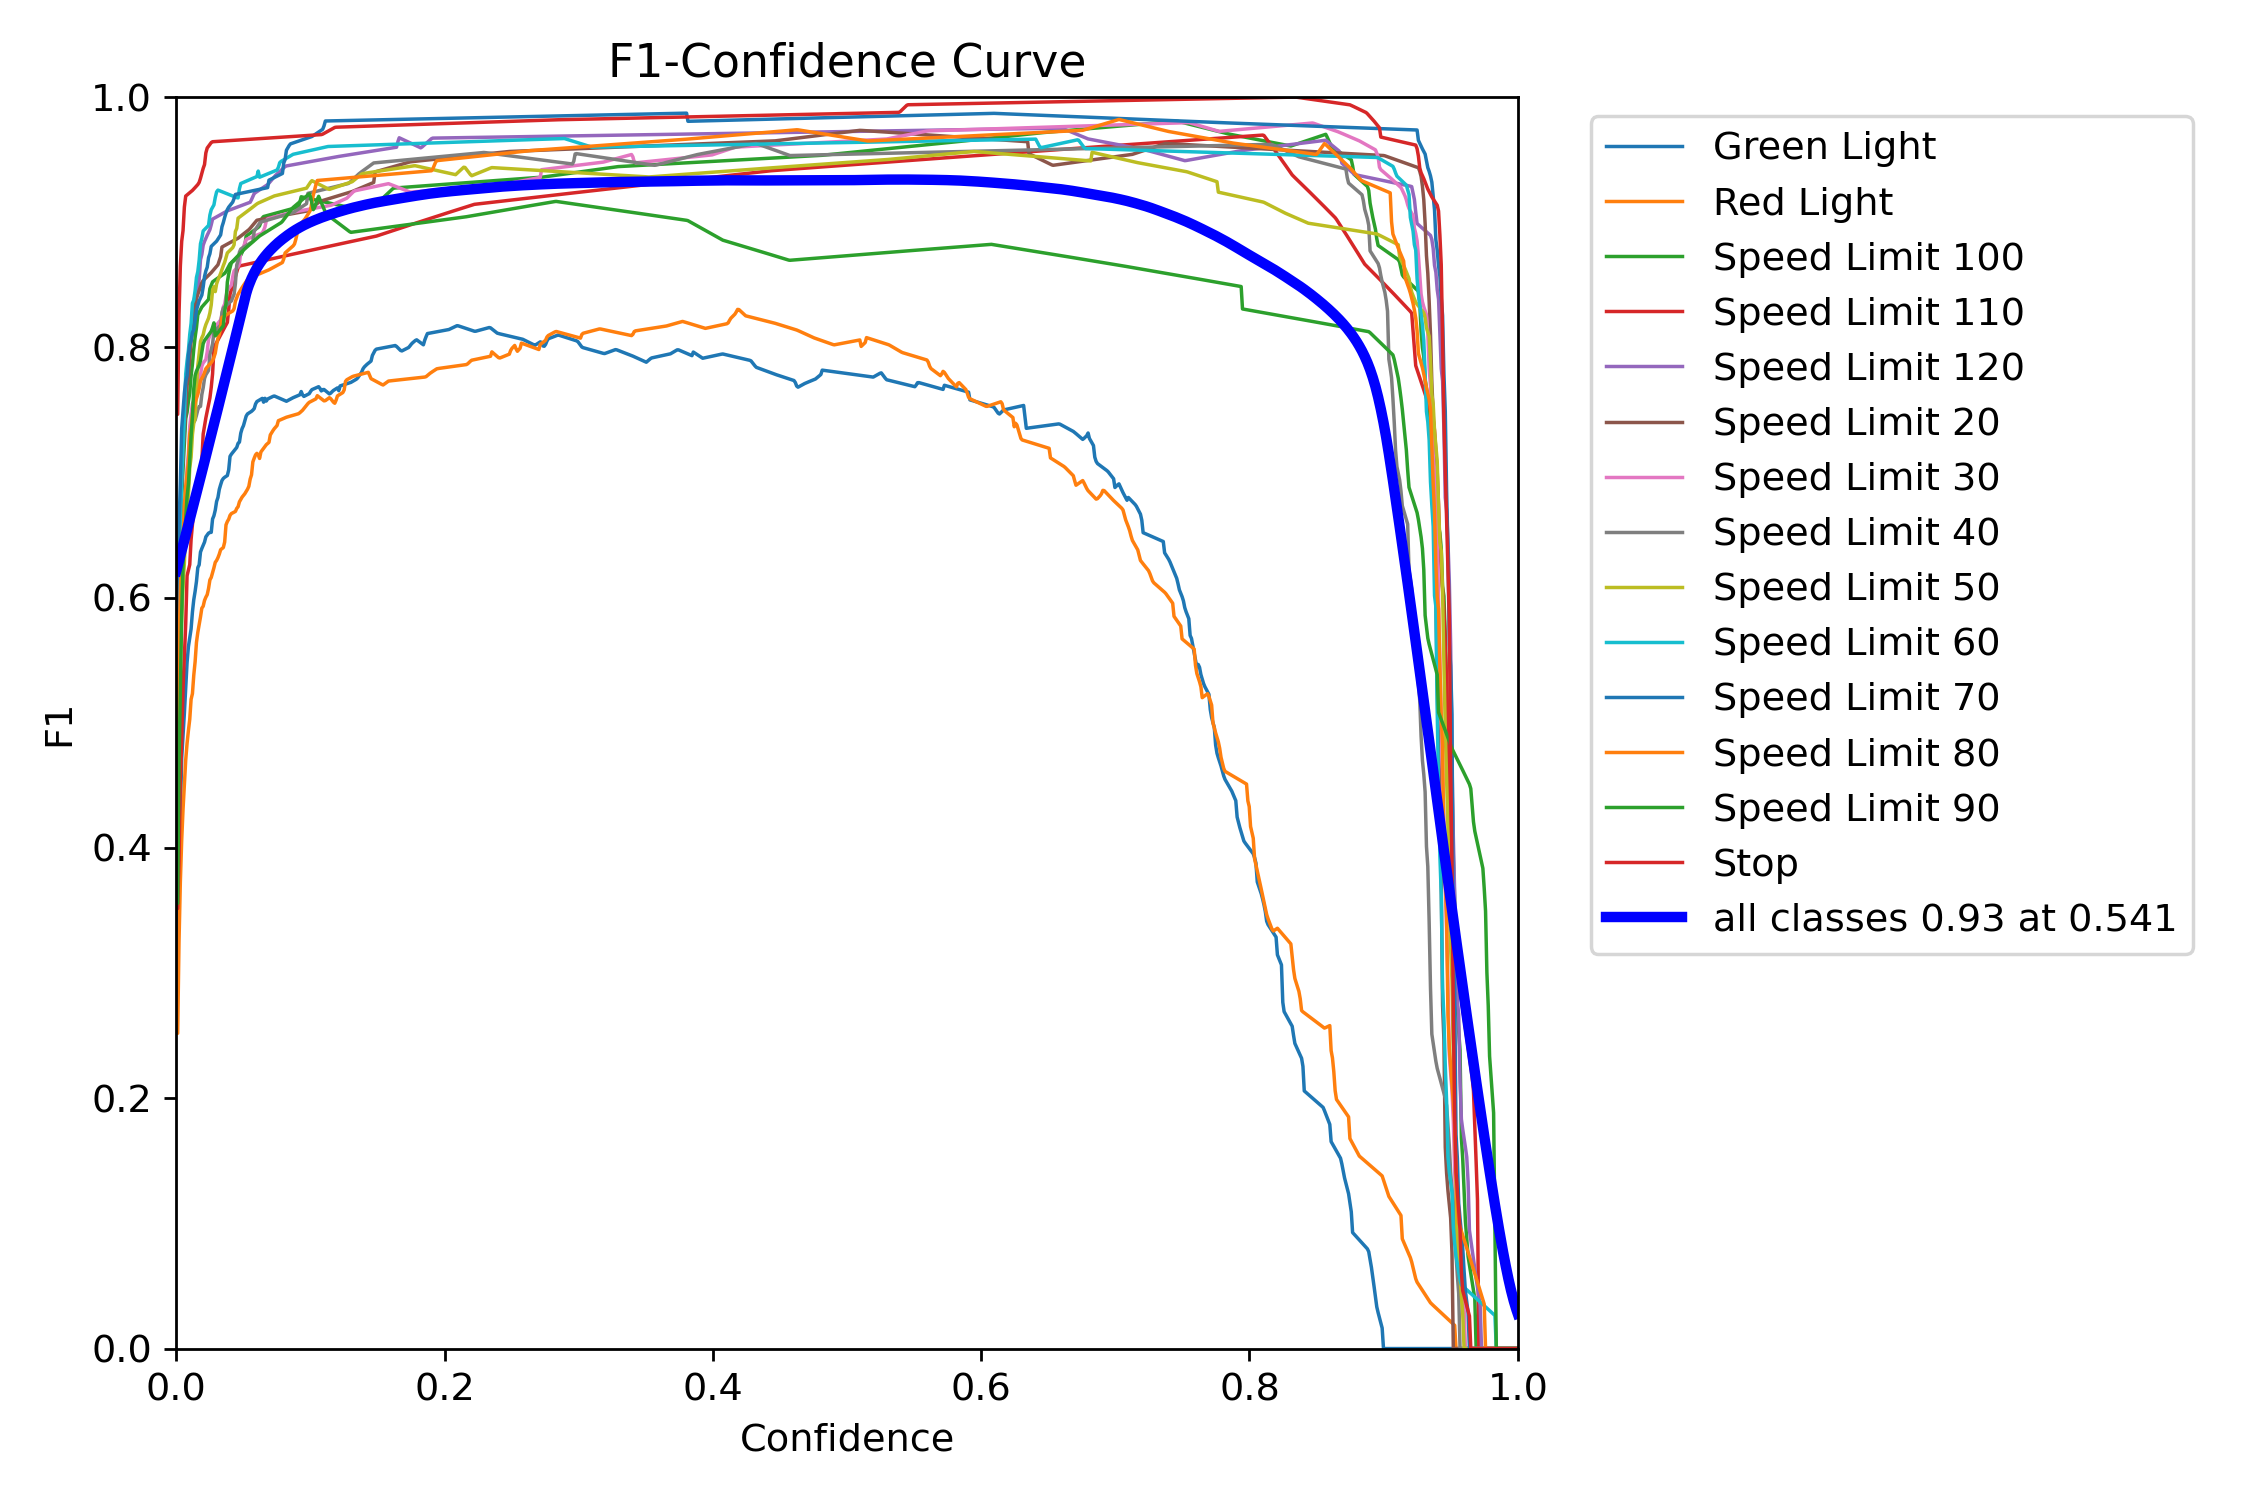 F1-Confidence Curve
1.0
0.8
0.6
0.4
0.2
0.0
F1
0.0 0.2 0.4 0.6 0.8 1.0
Confidence
Green Light
Red Light
Speed Limit 100
Speed Limit 110
Speed Limit 120
Speed Limit 20
Speed Limit 30
Speed Limit 40
Speed Limit 50
Speed Limit 60
Speed Limit 70
Speed Limit 80
Speed Limit 90
Stop
all classes 0.93 at 0.541